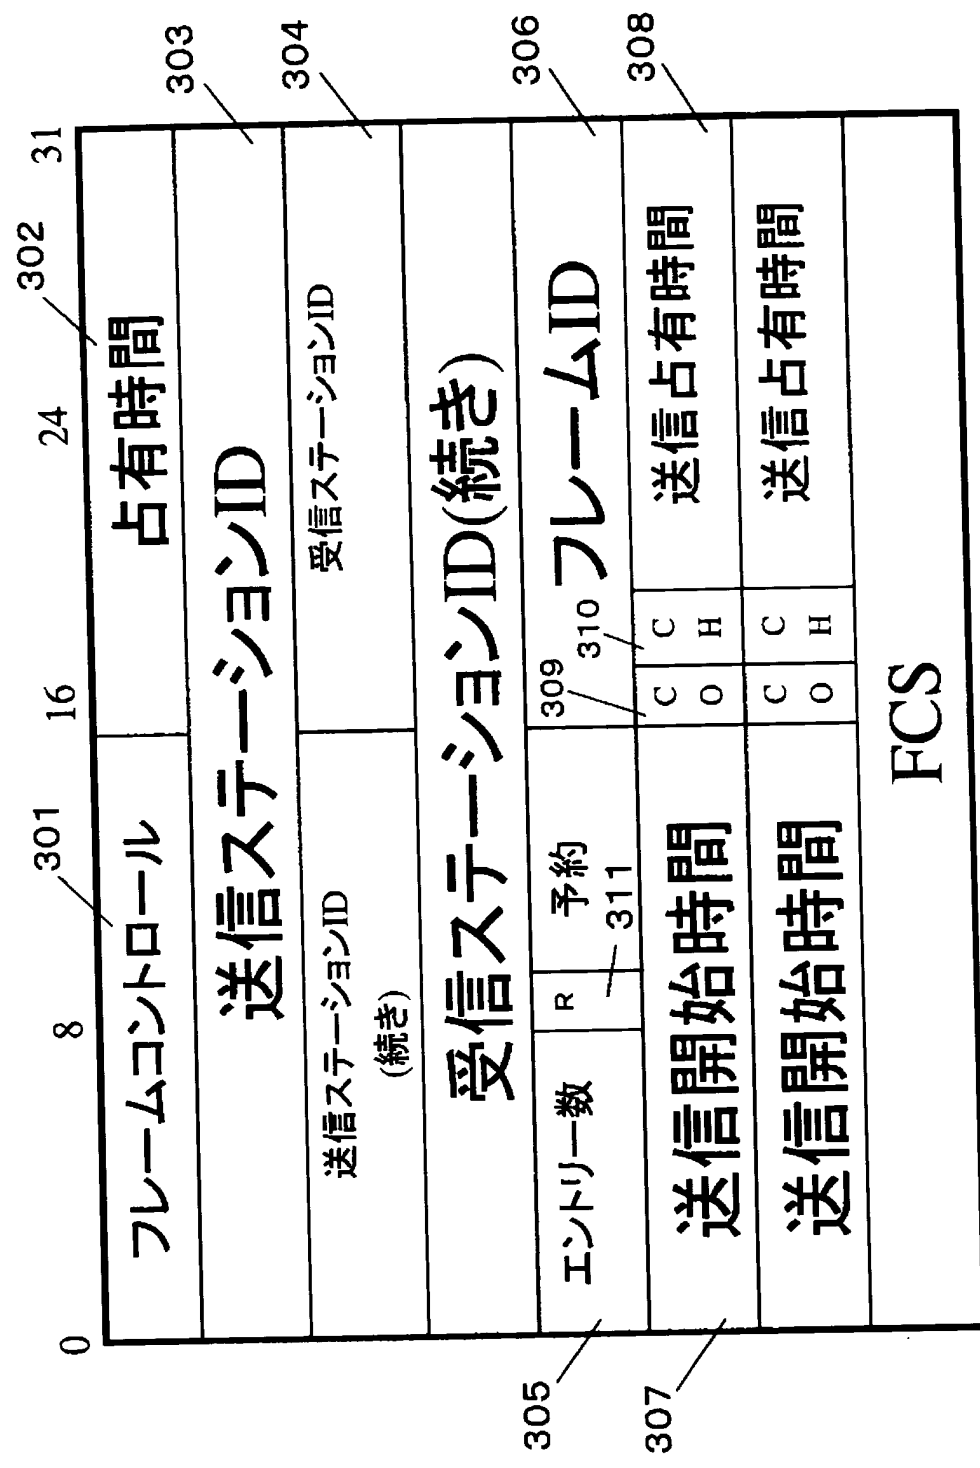 0 8 16 24 31
301
302
フレームコントロール 占有時間
303
送信ステーションID
304
送信ステーションID
(続き)
受信ステーションID
受信ステーションID(続き)
305
エントリー数
R
311
予約
309
310
フレームID
306
307
送信開始時間
C
O
C
H
送信占有時間
308
送信開始時間
C
O
C
H
送信占有時間
FCS